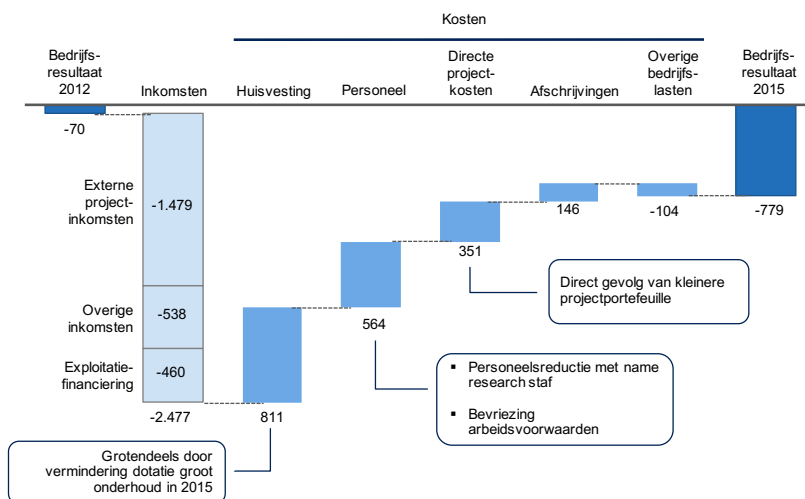 Kosten
Bedrijfs-
resultaat
2012
Inkomsten
Huisvesting
Personeel
Directe
project-
kosten
Afschrijvingen
Overige
bedrijfs-
lasten
Bedrijfs-
resultaat
2015
-70
Externe
project-
inkomsten
-1.479
146
-104
-779
351
Direct gevolg van kleinere
projectportefeuille
Overige
inkomsten
-538
564
Exploitatie-
financiering
-460
▪ Personeelsreductie met name
research staf
▪ Bevriezing
arbeidsvoorwaarden
-2.477
811
Grotendeels door
vermindering dotatie groot
onderhoud in 2015